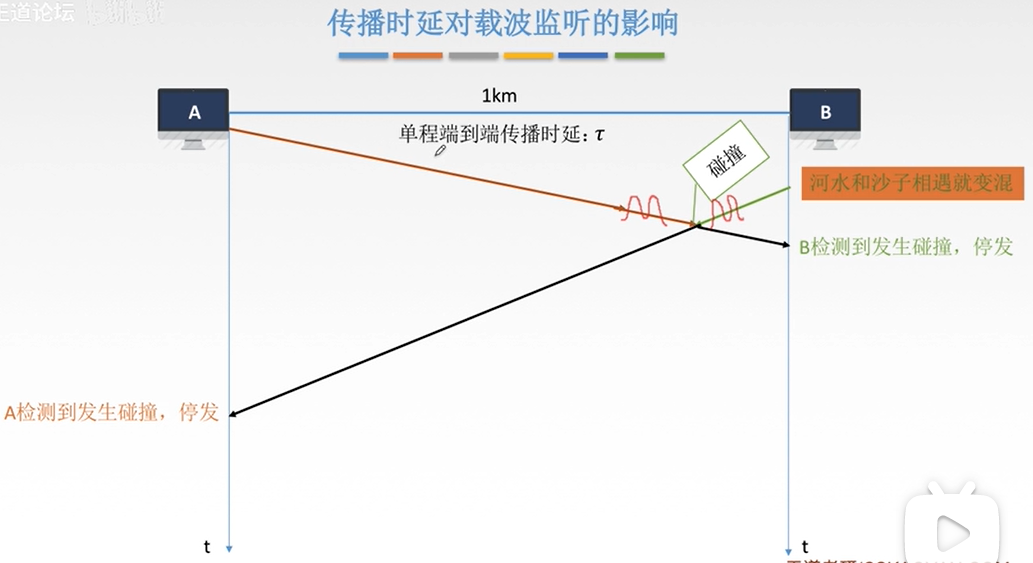 王道论坛
传播时延对载波监听的影响
A
1km
B
单程端到端传播时延：τ
碰撞
河水和沙子相遇就变混
B检测到发生碰撞，停发
A检测到发生碰撞，停发
t
t